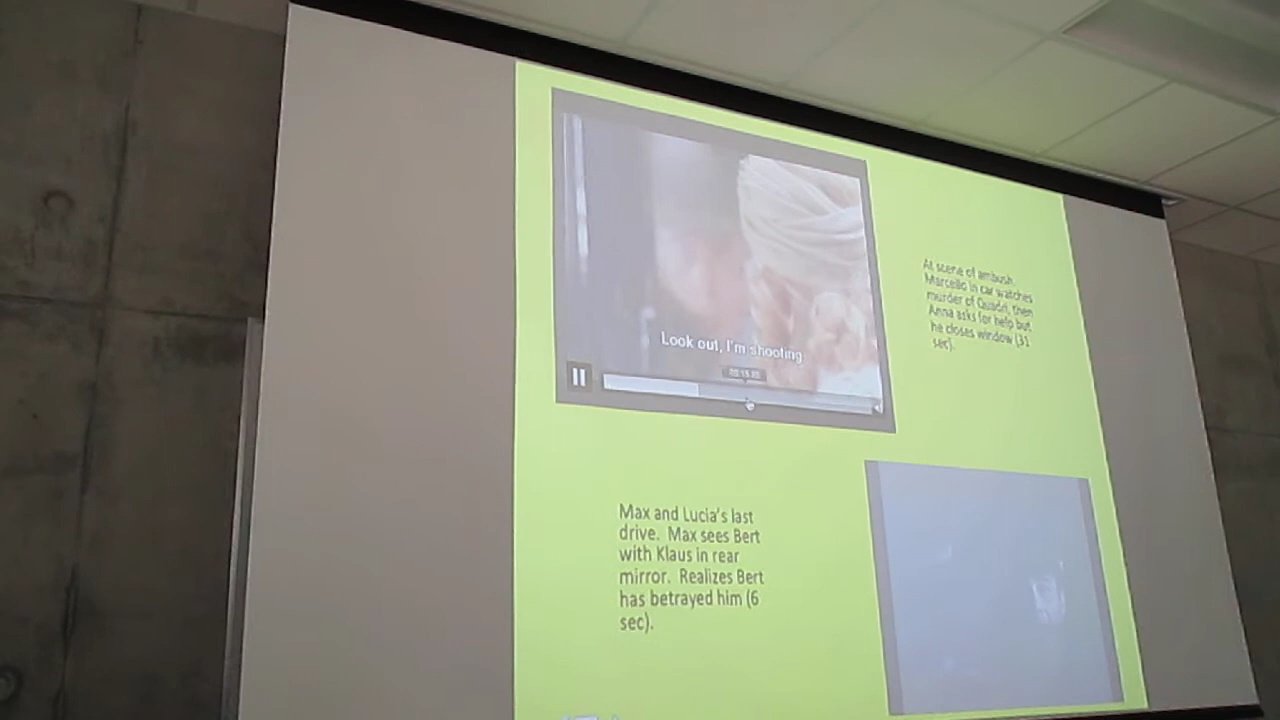 Look out, I'm shooting
At scene of ambush.
Marcello in car watches
murder of Quadri, then
Anna asks for help but
he closes window (31
sec).
Max and Lucia's last
drive. Max sees Bert
with Klaus in rear
mirror. Realizes Bert
has betrayed him (6
sec).